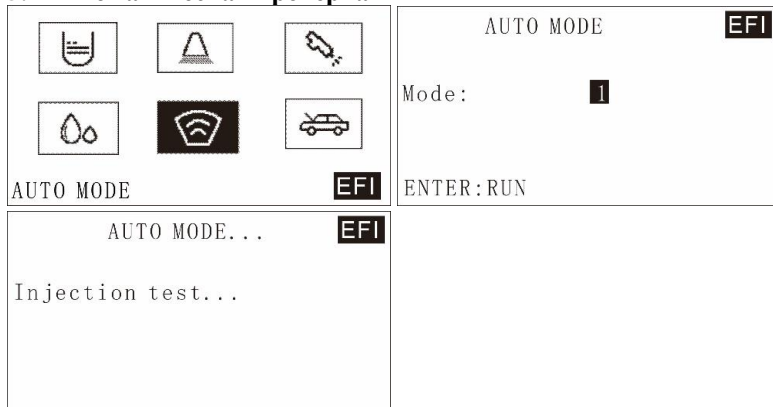 AUTO MODE EFI
AUTO MODE EFI
Mode: 1
ENTER:RUN
AUTO MODE... EFI
Injection test...